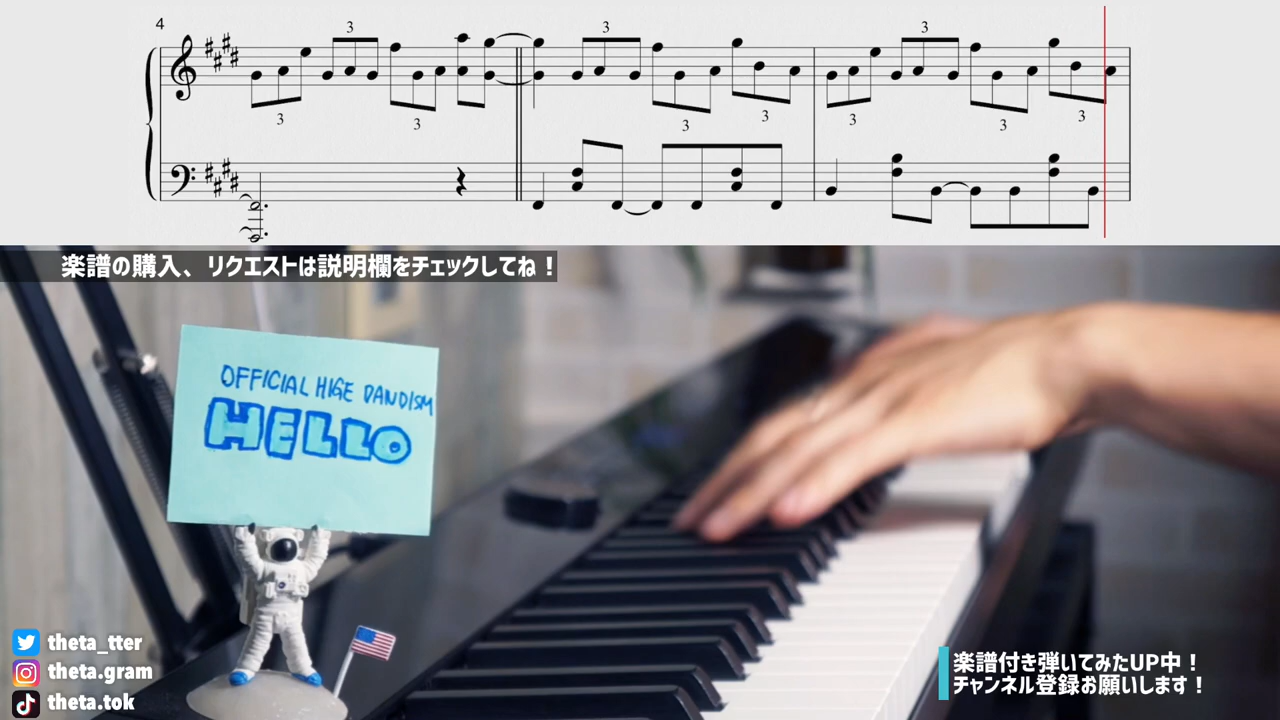 4
3
3
3
3
3
3
3
3
3
楽譜の購入、リクエストは説明欄をチェックしてね！
OFFICIAL HIGE DANDISM
HELLO
theta_tter
theta.gram
theta.tok
楽譜付き弾いてみたUP中！
チャンネル登録お願いします！